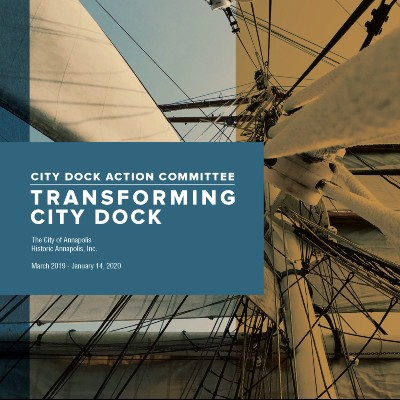 CITY DOCK ACTION COMMITTEE
TRANSFORMING
CITY DOCK
The City of Annapolis
Historic Annapolis, Inc.
March 2019 - January 14, 2020